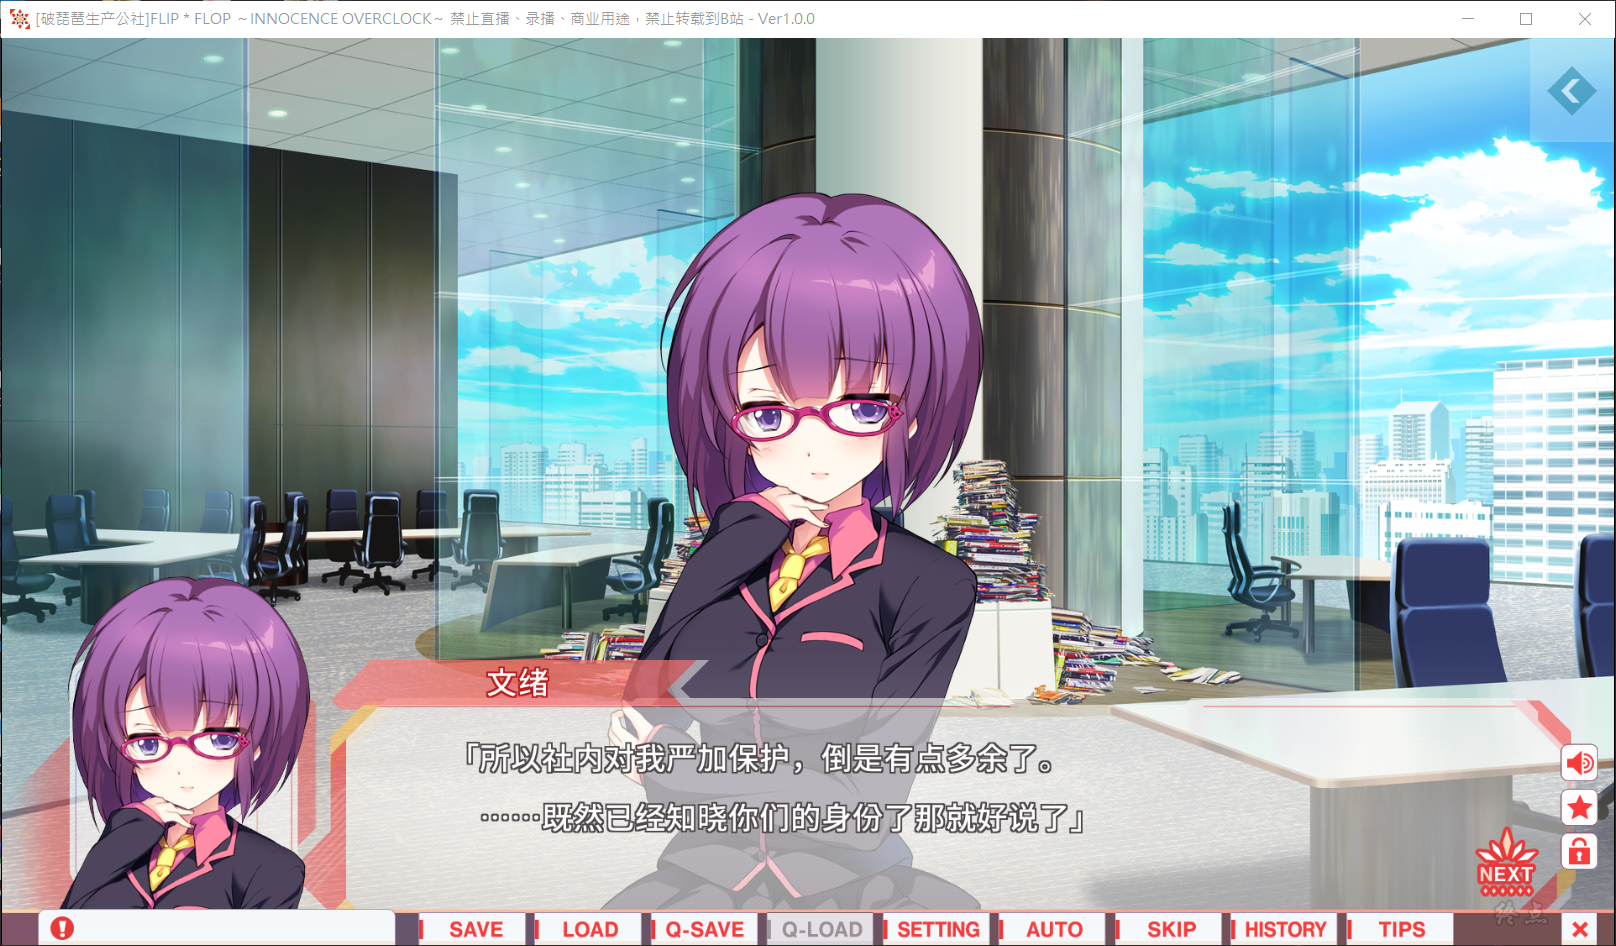 [破琵琶生产公社]FLIP * FLOP ～INNOCENCE OVERCLOCK～ 禁止直播、录播、商业用途，禁止转载到B站 - Ver1.0.0
文绪
「所以社内对我严加保护，倒是有点多余了。
……既然已经知晓你们的身份了那就好说了」
NEXT
终点
SAVE
LOAD
Q-SAVE
Q-LOAD
SETTING
AUTO
SKIP
HISTORY
TIPS